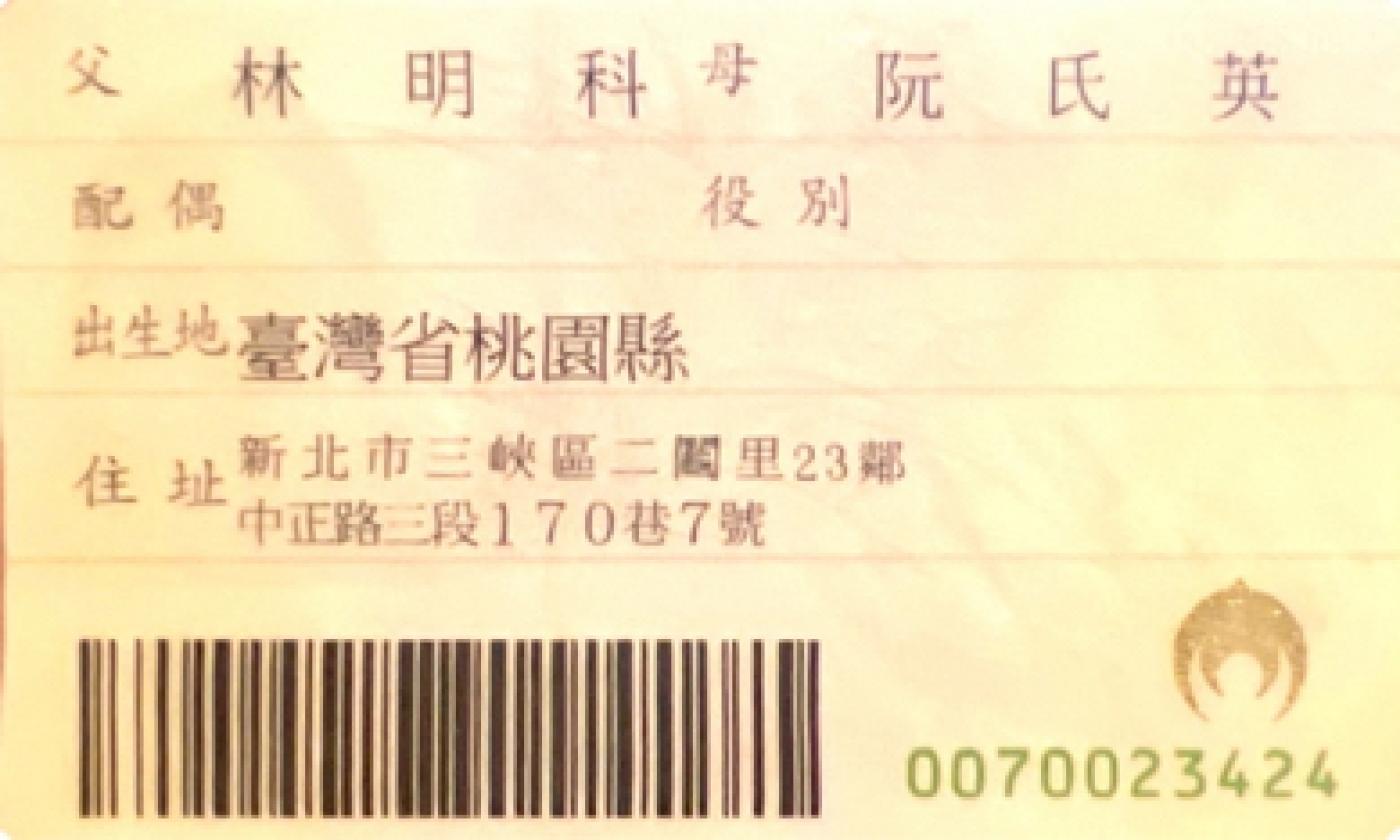 父 林明科 母 阮氏英
配偶 役別
出生地 臺灣省桃園縣
住址 新北市三峽區二鬮里23鄰
中正路三段170巷7號
0070023424